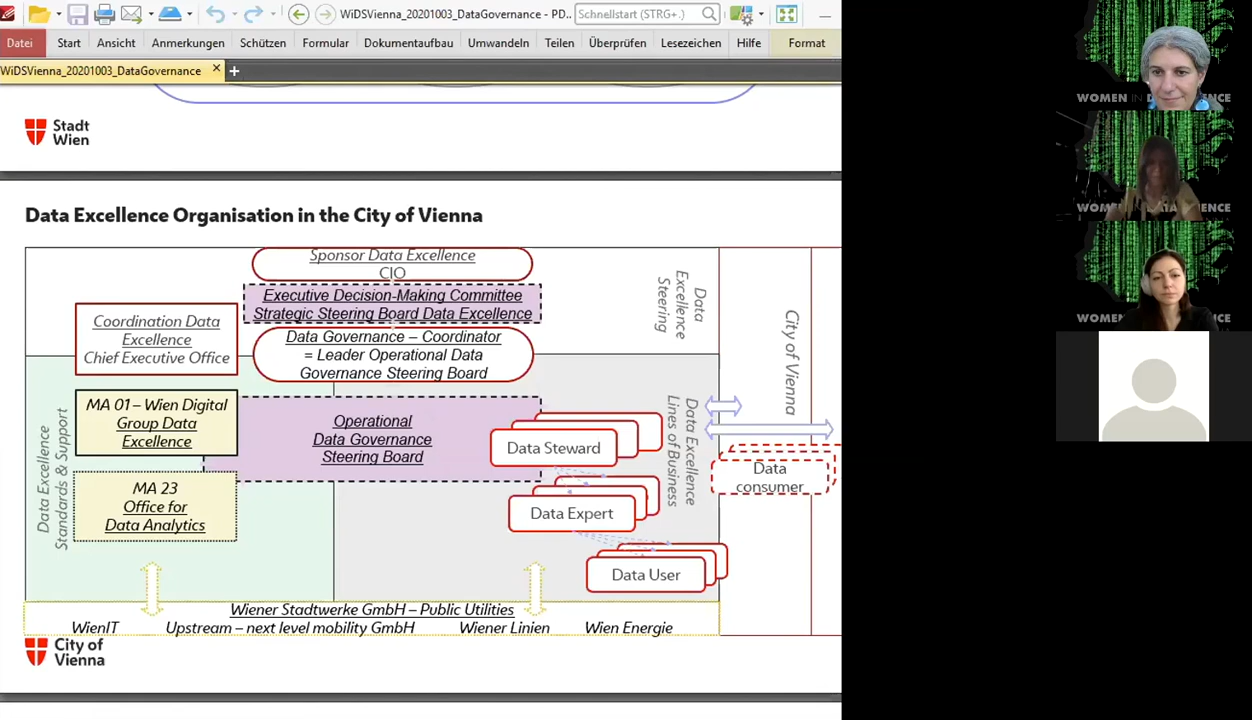 WiDSVienna_20201003_DataGovernance - PD..
Schnellstart (STRG+.)
Datei Start Ansicht Anmerkungen Schützen Formular Dokumentaufbau Umwandeln Teilen Überprüfen Lesezeichen Hilfe Format
WiDSVienna_20201003_DataGovernance × +
Stadt
Wien
Data Excellence Organisation in the City of Vienna
Sponsor Data Excellence
CIO
Executive Decision-Making Committee
Strategic Steering Board Data Excellence
Data Governance – Coordinator
= Leader Operational Data
Governance Steering Board
Coordination Data
Excellence
Chief Executive Office
Data
Excellence
Steering
City of Vienna
MA 01 – Wien Digital
Group Data
Excellence
Operational
Data Governance
Steering Board
MA 23
Office for
Data Analytics
Data Excellence
Standards & Support
Data Steward
Data Expert
Data User
Data Excellence
Lines of Business
Data
consumer
Wiener Stadtwerke GmbH – Public Utilities
WienIT Upstream – next level mobility GmbH Wiener Linien Wien Energie
City of
Vienna
WOMEN IN D ENCE
WOM A ENCE
WOMEN ENCE